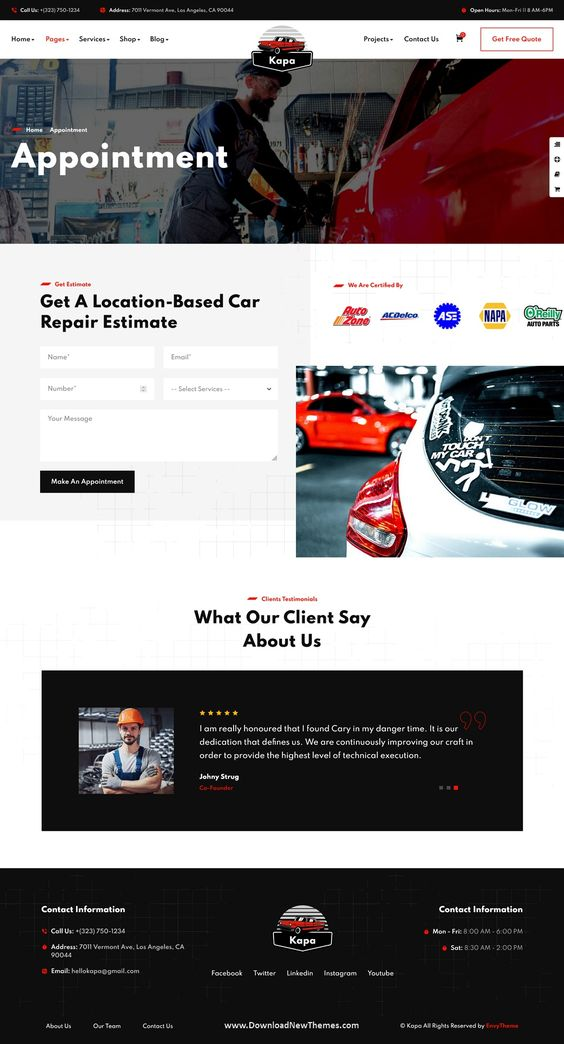 Call Us: +(323) 750-1234
Address: 7011 Vermont Ave, Los Angeles, CA 90044
Open Hours: Mon-Fri || 8 AM-6PM
Home
Pages
Services
Shop
Blog
Kapa
Projects
Contact Us
Get Free Quote
Home
Appointment
Appointment
Get Estimate
Get A Location-Based Car
Repair Estimate
Name*
Email*
Number*
-- Select Services --
Your Message
Make An Appointment
We Are Certified By
Auto
Zone
ACDelco
ASE
NAPA
O'Reilly
AUTO PARTS
DON'T
TOUCH
MY CAR
GLOW
Clients Testimonials
What Our Client Say
About Us
I am really honoured that I found Cary in my danger time. It is our
dedication that defines us. We are continuously improving our craft in
order to provide the highest level of technical execution.
Johny Strug
Co-Founder
Contact Information
Call Us: +(323) 750-1234
Address: 7011 Vermont Ave, Los Angeles, CA
90044
Email: hellokapa@gmail.com
Kapa
Facebook
Twitter
Linkedin
Instagram
Youtube
Contact Information
Mon - Fri: 8:00 AM - 6:00 PM
Sat: 8:30 AM - 2:00 PM
About Us
Our Team
Contact Us
www.DownloadNewThemes.com
© Kapa All Rights Reserved by EnvyTheme